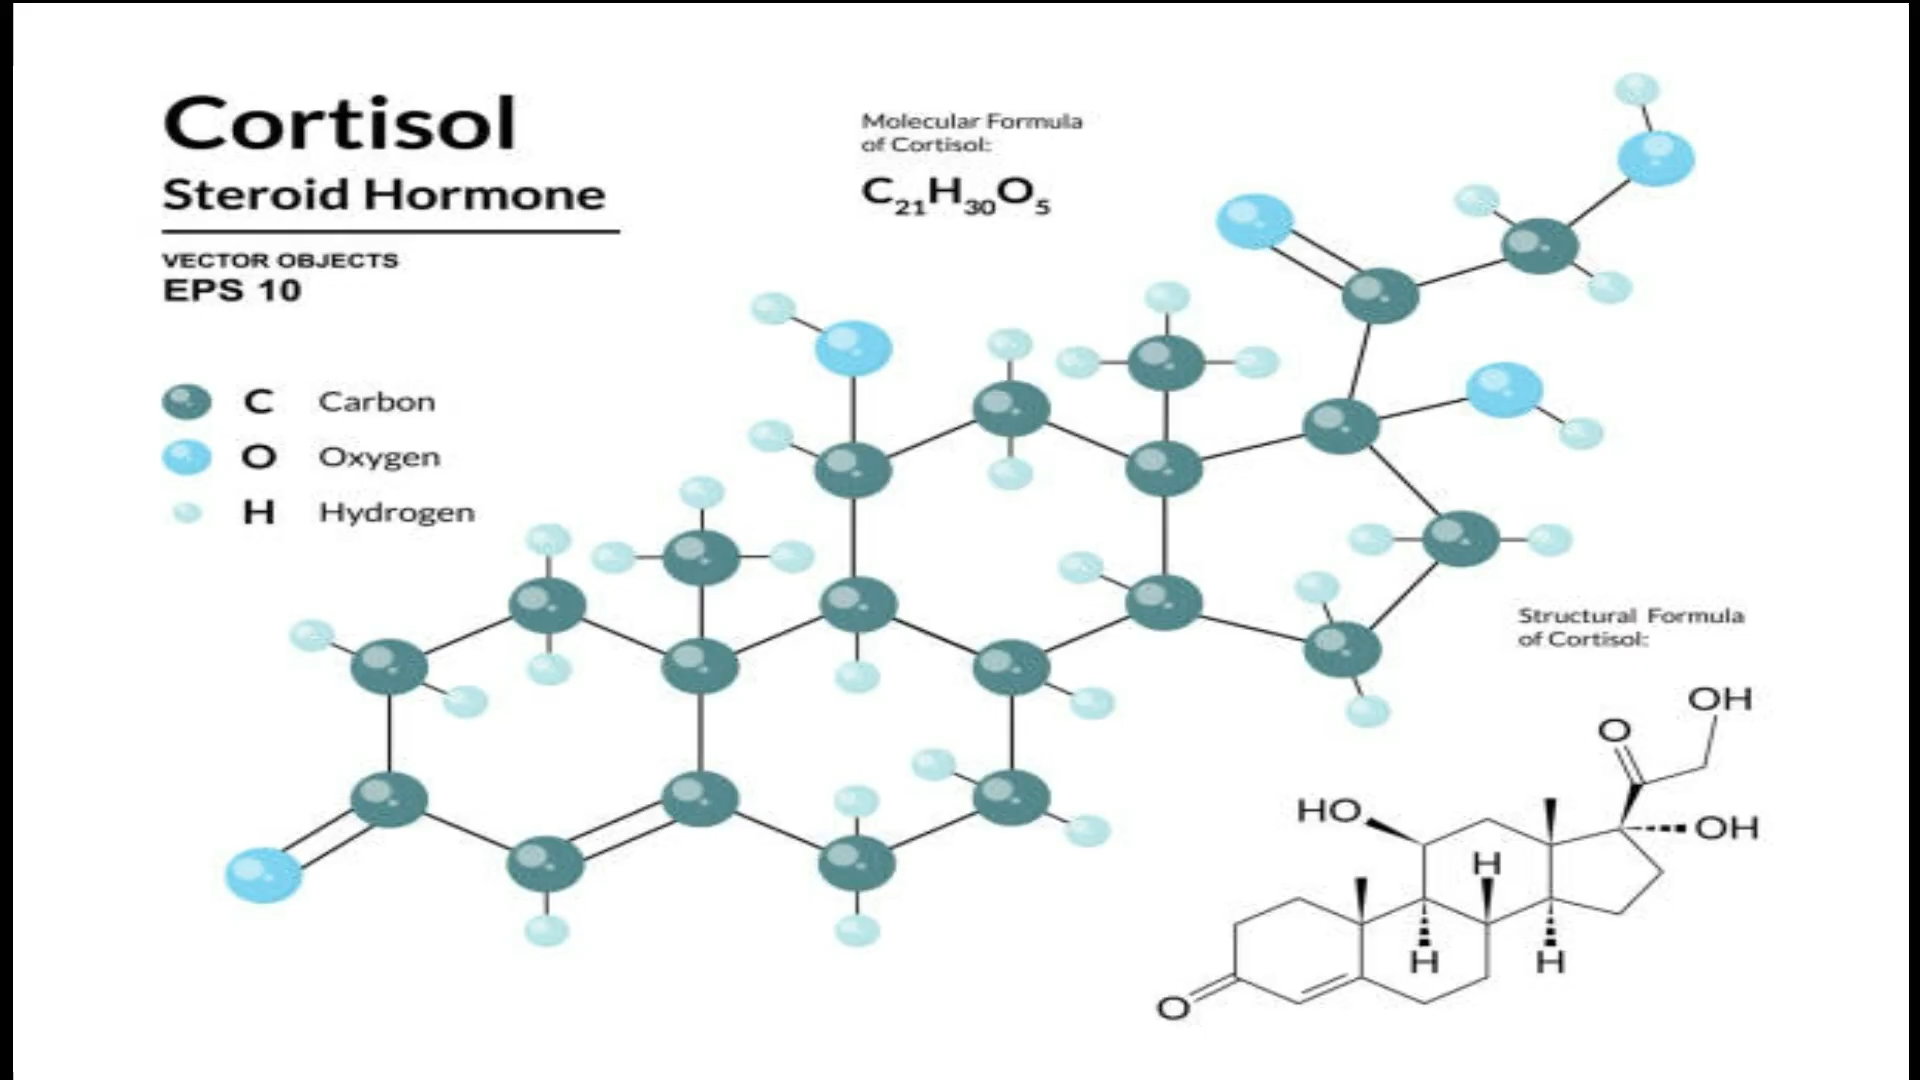 Cortisol
Steroid Hormone
VECTOR OBJECTS
EPS 10
Molecular Formula
of Cortisol:
C21H30O5
C Carbon
O Oxygen
H Hydrogen
Structural Formula
of Cortisol:
OH
O
HO
OH
H
H
H
O